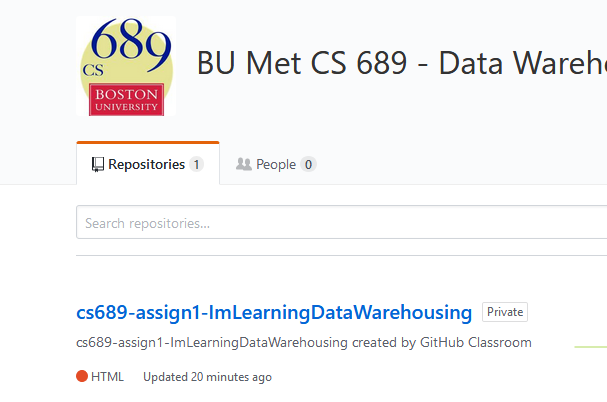 689
CS
BOSTON
UNIVERSITY
BU Met CS 689 - Data Wareho
Repositories 1 People 0
Search repositories...
cs689-assign1-ImLearningDataWarehousing Private
cs689-assign1-ImLearningDataWarehousing created by GitHub Classroom
HTML Updated 20 minutes ago